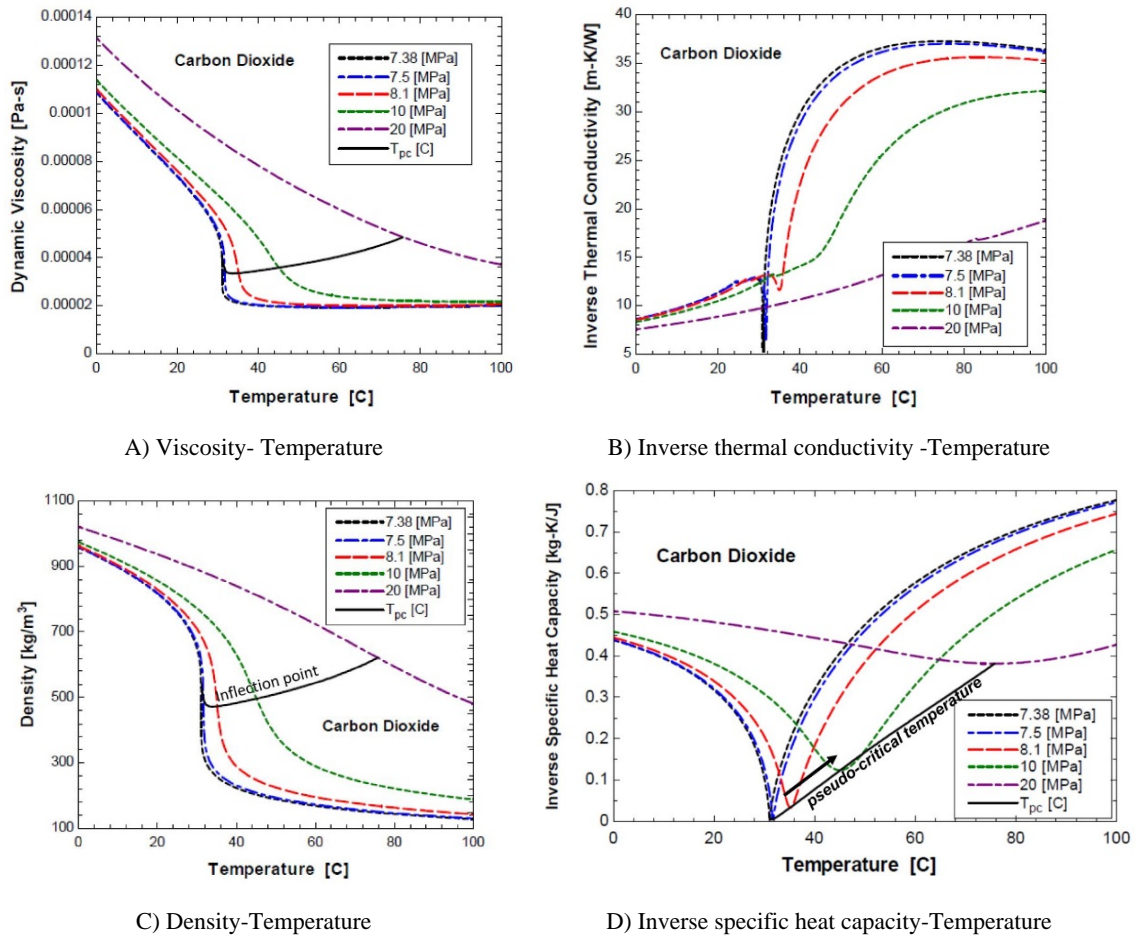 0.00014
0.00012
0.0001
0.00008
0.00006
0.00004
0.00002
0
Dynamic Viscosity [Pa-s]
Carbon Dioxide
7.38 [MPa]
7.5 [MPa]
8.1 [MPa]
10 [MPa]
20 [MPa]
Tpc [C]
0 20 40 60 80 100
Temperature [C]
A) Viscosity- Temperature
40
35
30
25
20
15
10
5
Inverse Thermal Conductivity [m-K/W]
Carbon Dioxide
7.38 [MPa]
7.5 [MPa]
8.1 [MPa]
10 [MPa]
20 [MPa]
0 20 40 60 80 100
Temperature [C]
B) Inverse thermal conductivity -Temperature
1100
900
700
500
300
100
Density [kg/m³]
7.38 [MPa]
7.5 [MPa]
8.1 [MPa]
10 [MPa]
20 [MPa]
Tpc [C]
Inflection point
Carbon Dioxide
0 20 40 60 80 100
Temperature [C]
C) Density-Temperature
0.8
0.7
0.6
0.5
0.4
0.3
0.2
0.1
0
Inverse Specific Heat Capacity [kg-K/J]
Carbon Dioxide
pseudo-critical temperature
7.38 [MPa]
7.5 [MPa]
8.1 [MPa]
10 [MPa]
20 [MPa]
Tpc [C]
0 20 40 60 80 100
Temperature [C]
D) Inverse specific heat capacity-Temperature